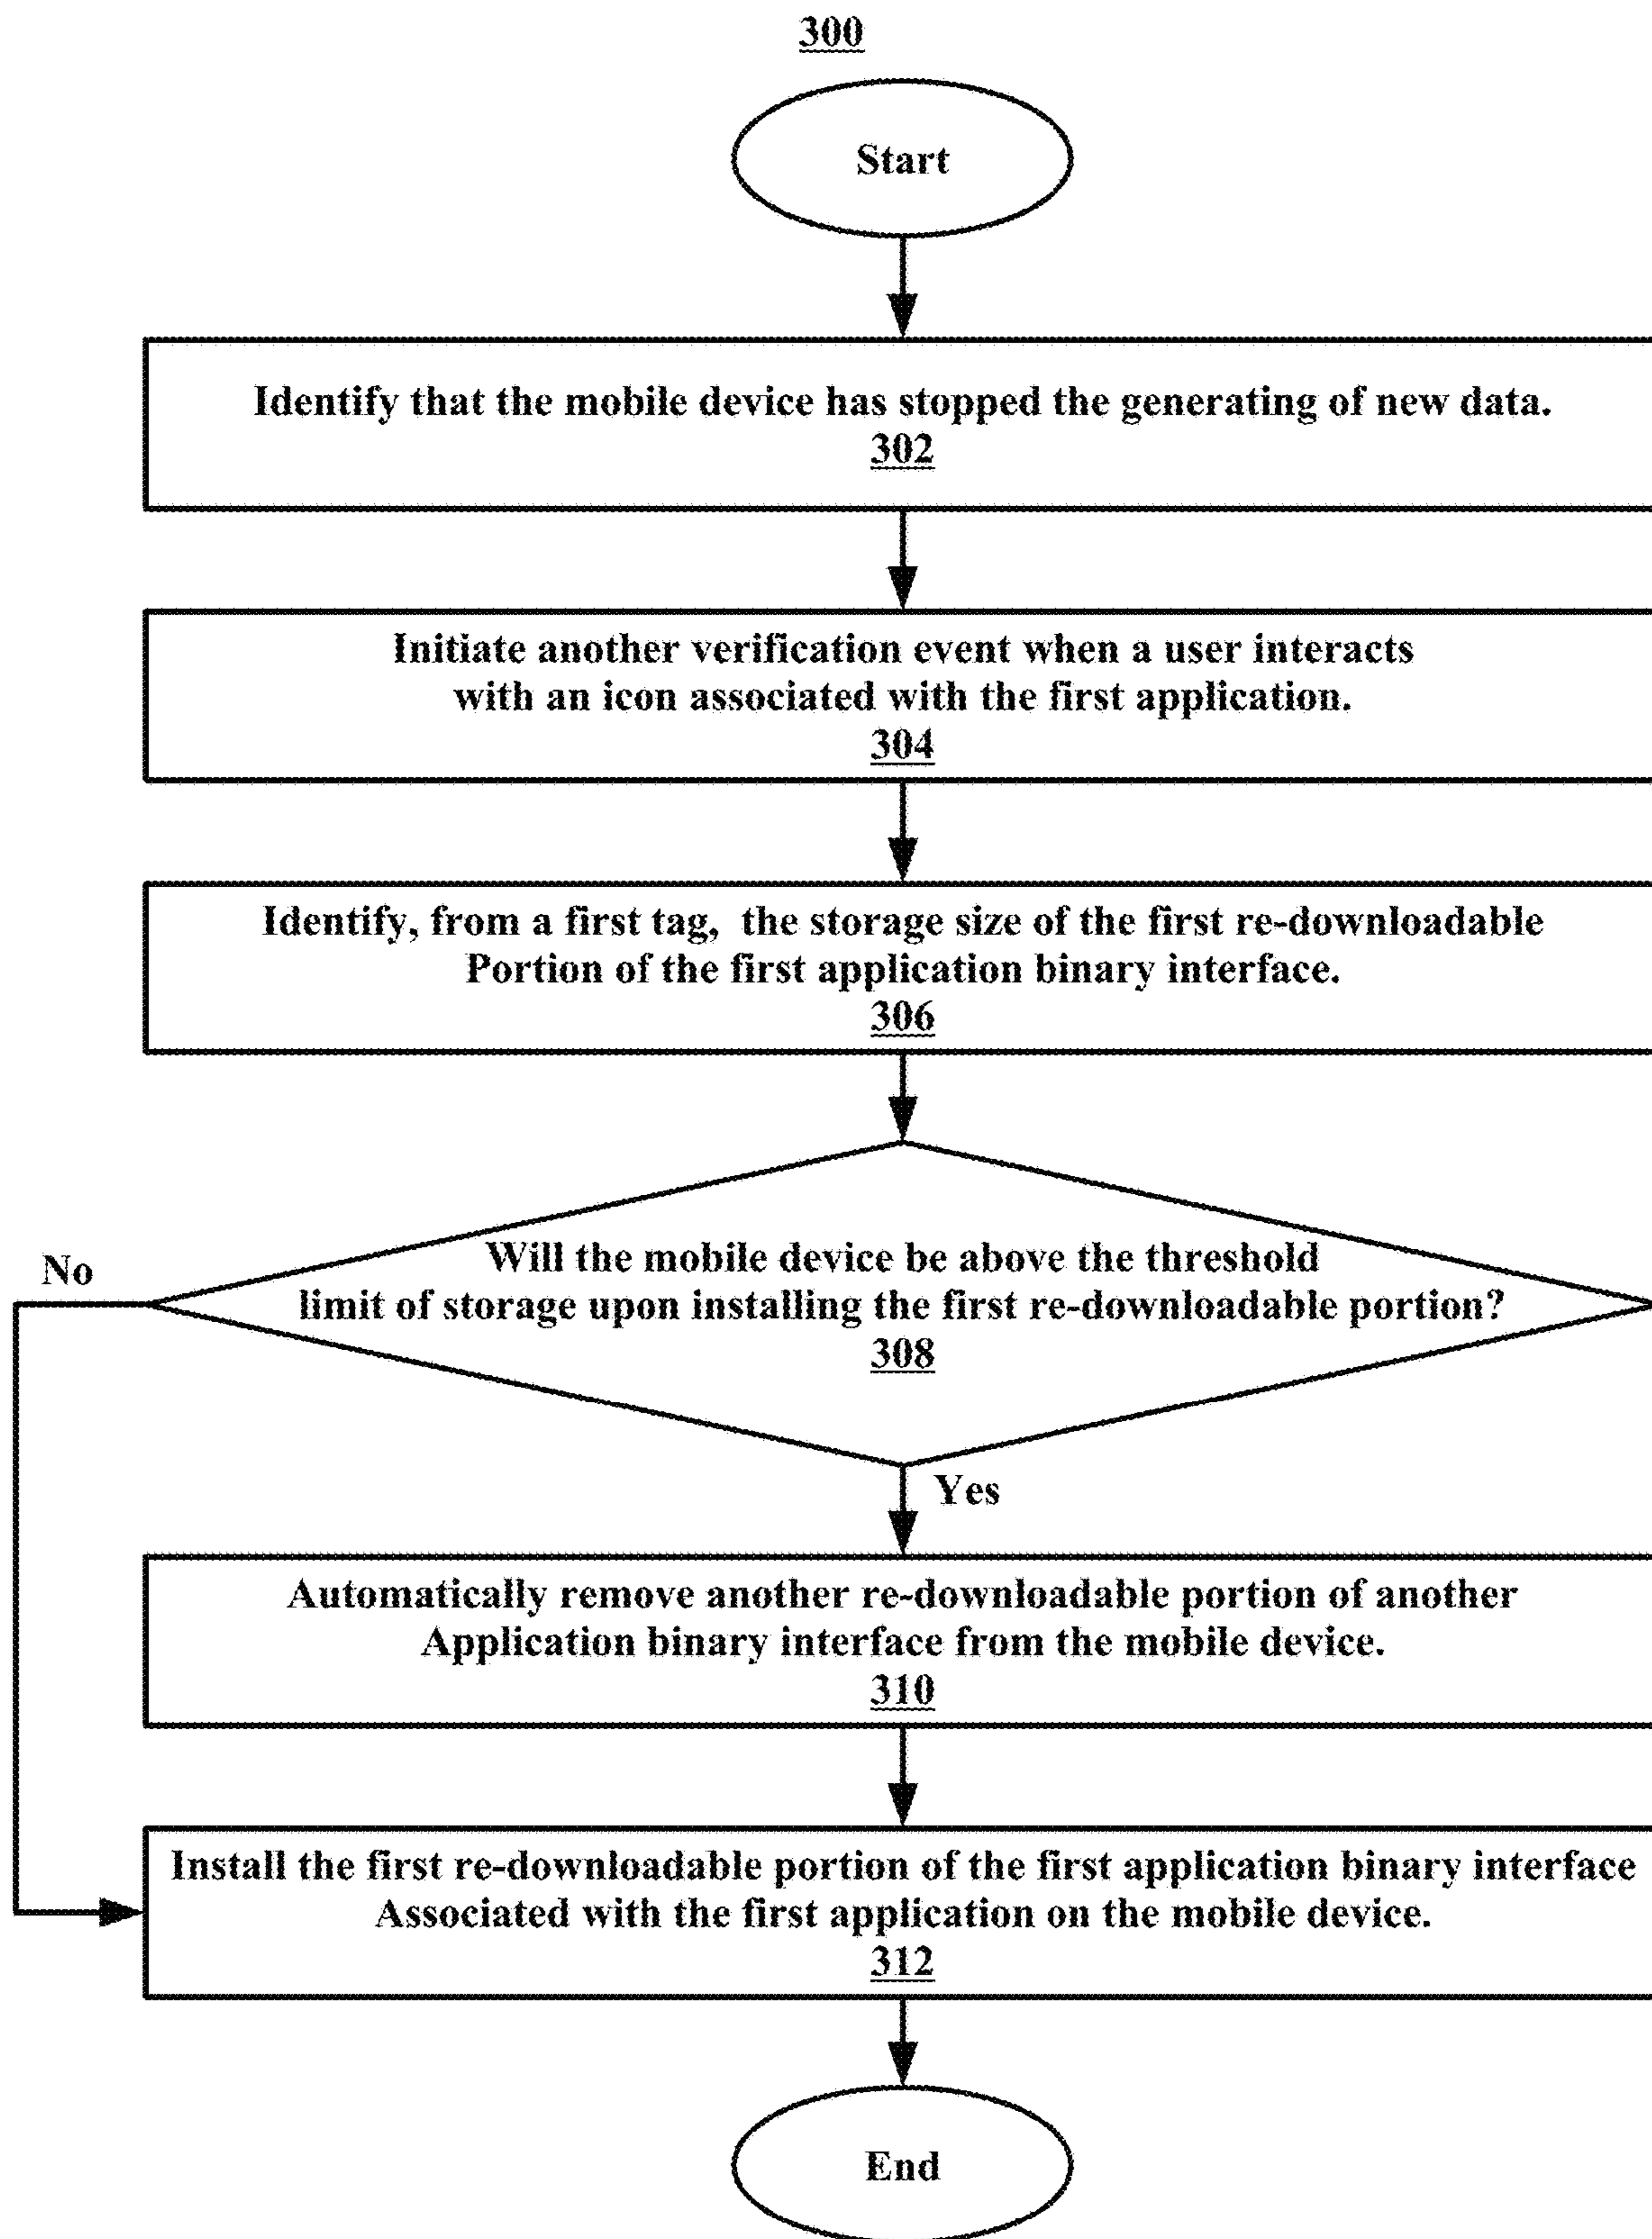 300
Start
Identify that the mobile device has stopped the generating of new data.
302
Initiate another verification event when a user interacts
with an icon associated with the first application.
304
Identify, from a first tag, the storage size of the first re-downloadable
Portion of the first application binary interface.
306
Will the mobile device be above the threshold
limit of storage upon installing the first re-downloadable portion?
308
No
Yes
Automatically remove another re-downloadable portion of another
Application binary interface from the mobile device.
310
Install the first re-downloadable portion of the first application binary interface
Associated with the first application on the mobile device.
312
End